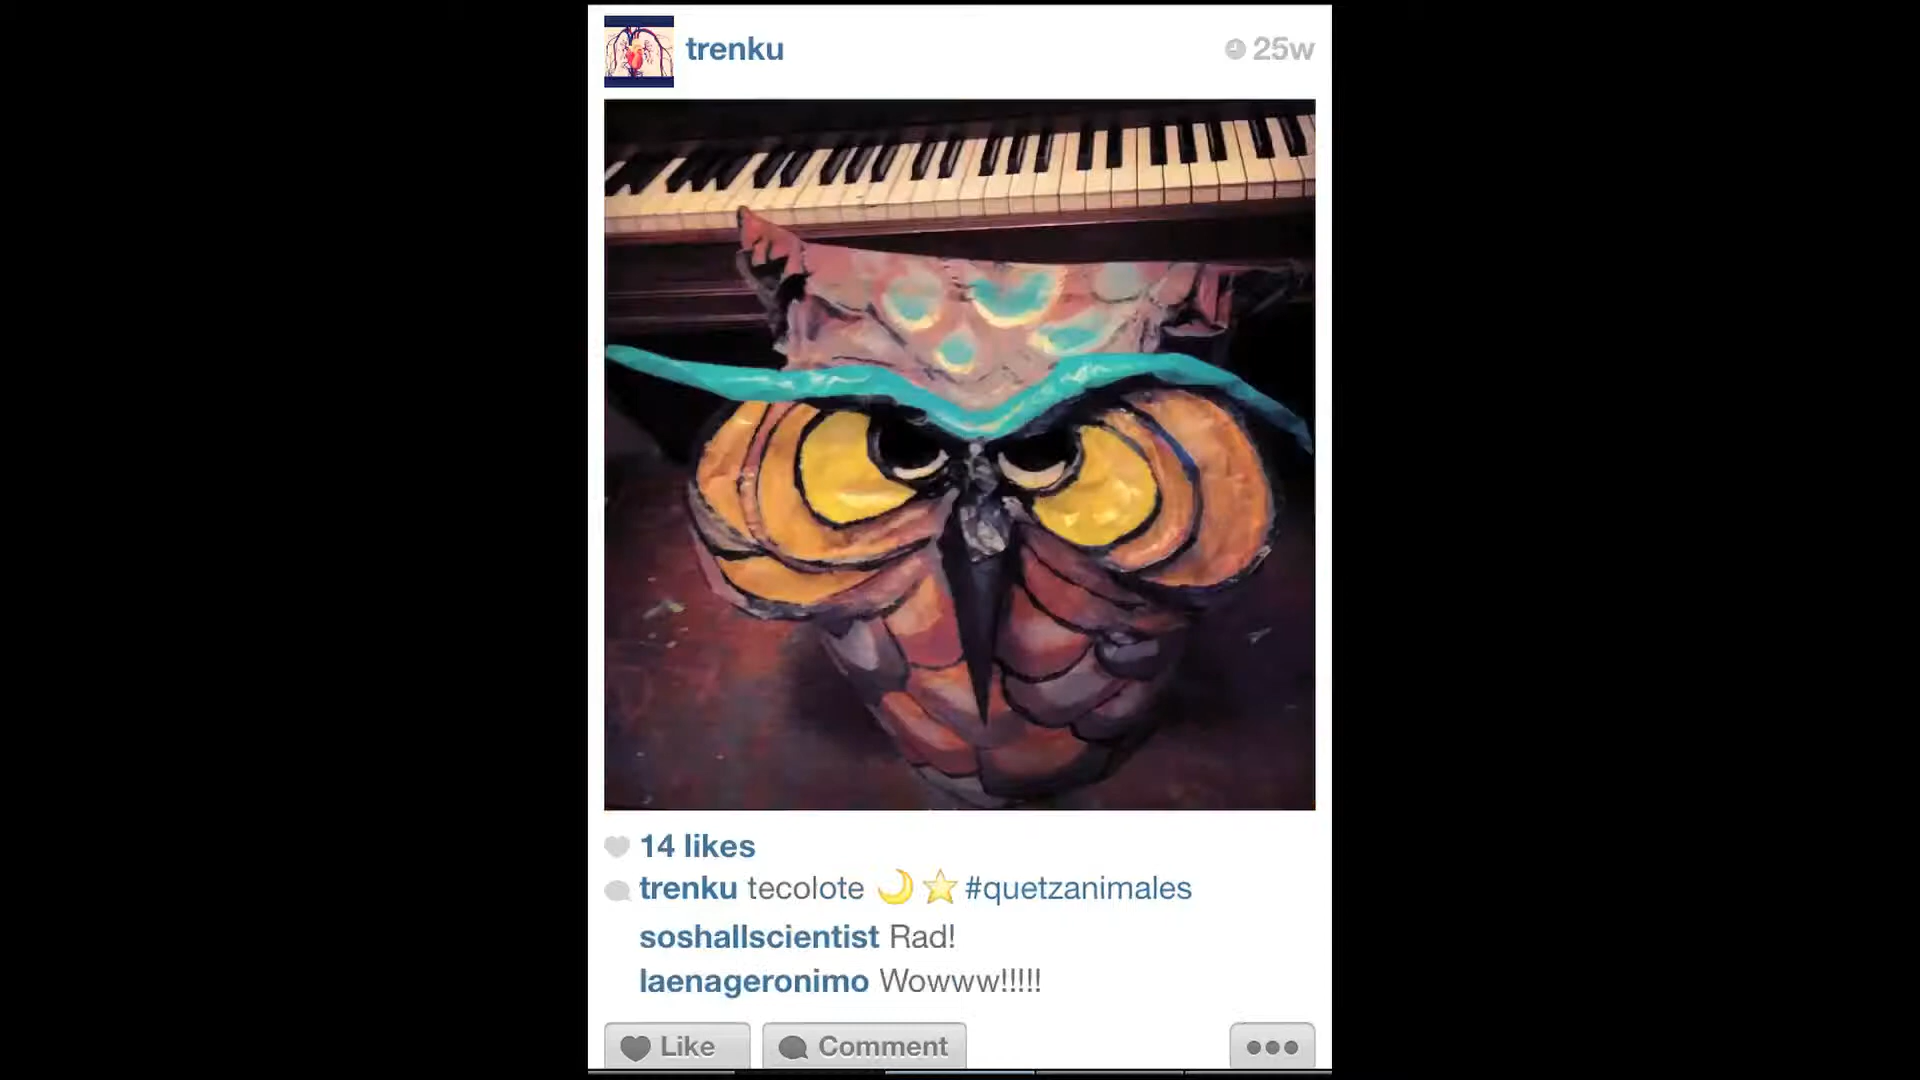 trenku
25w
14 likes
trenku tecolote 🌙⭐ #quetzanimales
soshallscientist Rad!
laenageronimo Wowww!!!!!
Like
Comment